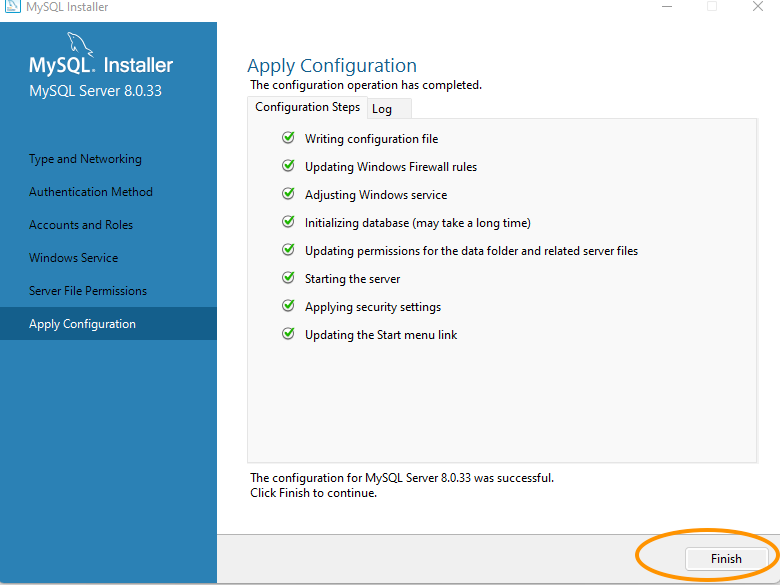 MySQL Installer
MySQL. Installer
MySQL Server 8.0.33
Type and Networking
Authentication Method
Accounts and Roles
Windows Service
Server File Permissions
Apply Configuration
Apply Configuration
The configuration operation has completed.
Configuration Steps Log
Writing configuration file
Updating Windows Firewall rules
Adjusting Windows service
Initializing database (may take a long time)
Updating permissions for the data folder and related server files
Starting the server
Applying security settings
Updating the Start menu link
The configuration for MySQL Server 8.0.33 was successful.
Click Finish to continue.
Finish